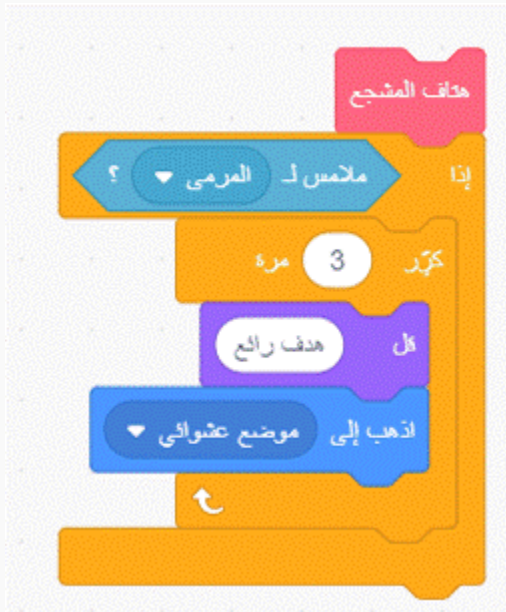 هتاف المشجع
إذا ملامس لـ المرمى ؟
كرّر 3 مرة
قل هدف رائع
اذهب إلى موضع عشوائي